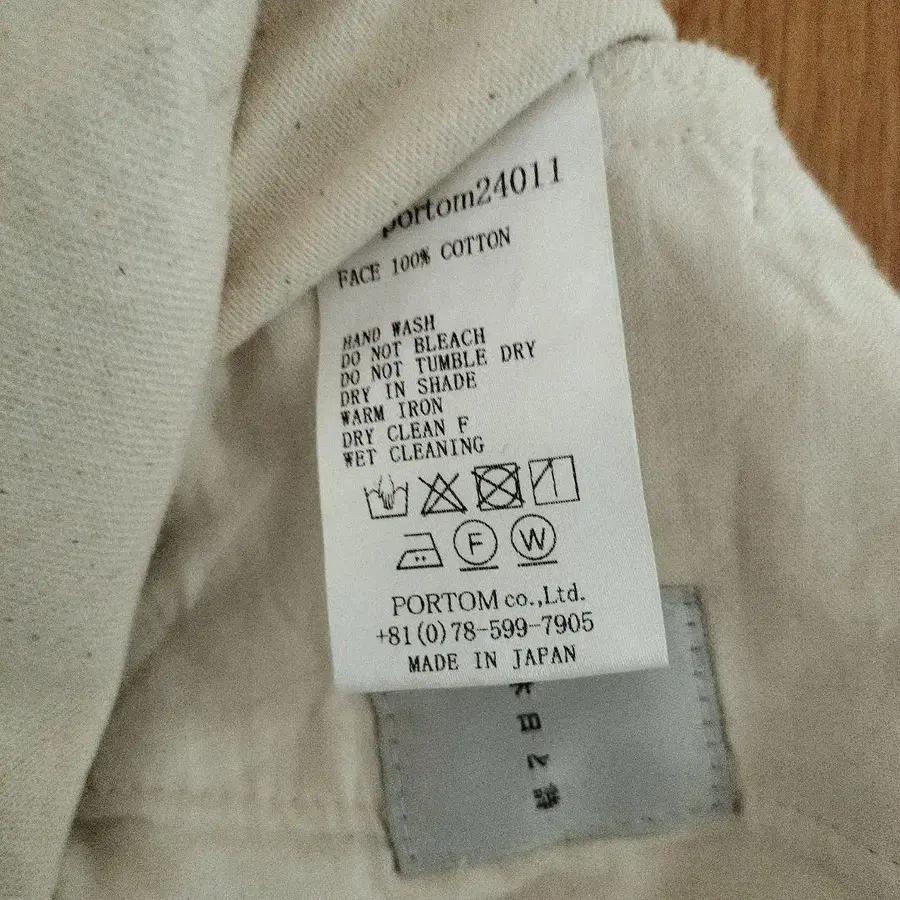 portom24011
FACE 100% COTTON
HAND WASH
DO NOT BLEACH
DO NOT TUMBLE DRY
DRY IN SHADE
WARM IRON
DRY CLEAN F
WET CLEANING
F W
PORTOM co.,Ltd.
+81(0)78-599-7905
MADE IN JAPAN